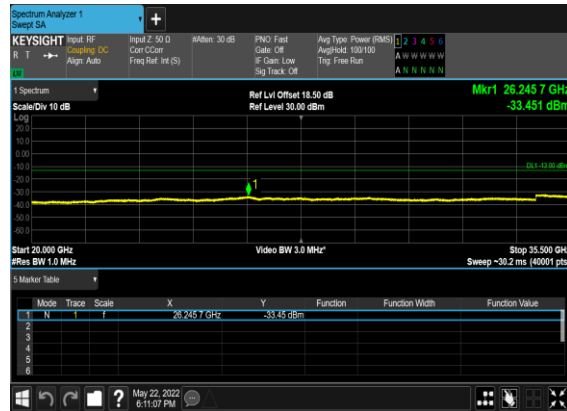 Spectrum Analyzer 1
Swept SA
+
KEYSIGHT Input: RF Input Z: 50 Ω #Atten: 30 dB PNO: Fast Avg Type: Power (RMS) 1 2 3 4 5 6
R T Coupling: DC Corr CCorr Gate: Off Avg|Hold: 100/100 A W W W W W
Align: Auto Freq Ref: Int (S) IF Gain: Low Trig: Free Run
Sig Track: Off A N N N N N
1 Spectrum Ref Lvl Offset 18.50 dB Mkr1 26.245 7 GHz
Scale/Div 10 dB Ref Level 30.00 dBm -33.451 dBm
Log
20.0
10.0
0.00
-10.0 DL1 -13.00 dBm
-20.0
1
-30.0
-40.0
-50.0
-60.0
Start 20.000 GHz Video BW 3.0 MHz* Stop 35.500 GHz
#Res BW 1.0 MHz Sweep ~30.2 ms (40001 pts)
5 Marker Table
Mode Trace Scale X Y Function Function Width Function Value
1 N 1 f 26.245 7 GHz -33.45 dBm
2
3
4
5
6
? May 22, 2022
6:11:07 PM